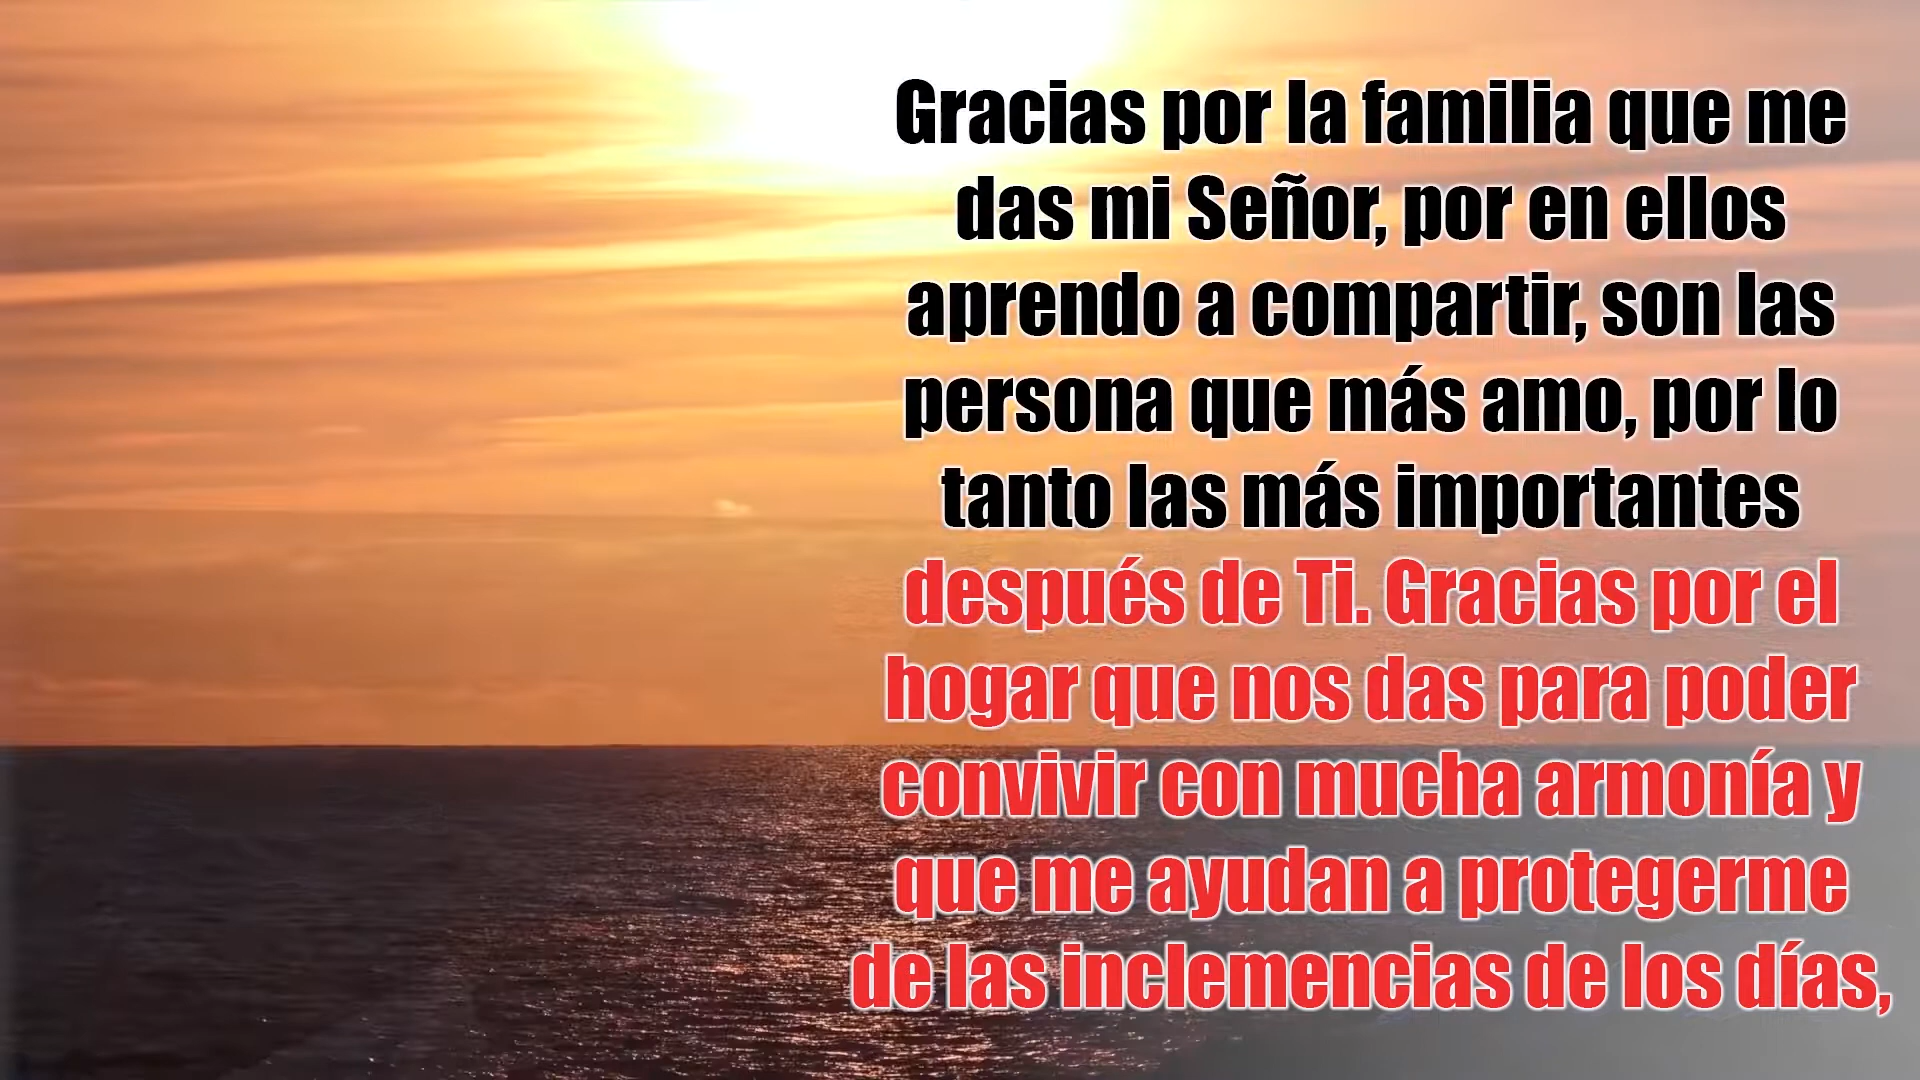 Gracias por la familia que me
das mi Señor, por en ellos
aprendo a compartir, son las
persona que más amo, por lo
tanto las más importantes
después de Ti. Gracias por el
hogar que nos das para poder
convivir con mucha armonía y
que me ayudan a protegerme
de las inclemencias de los días,